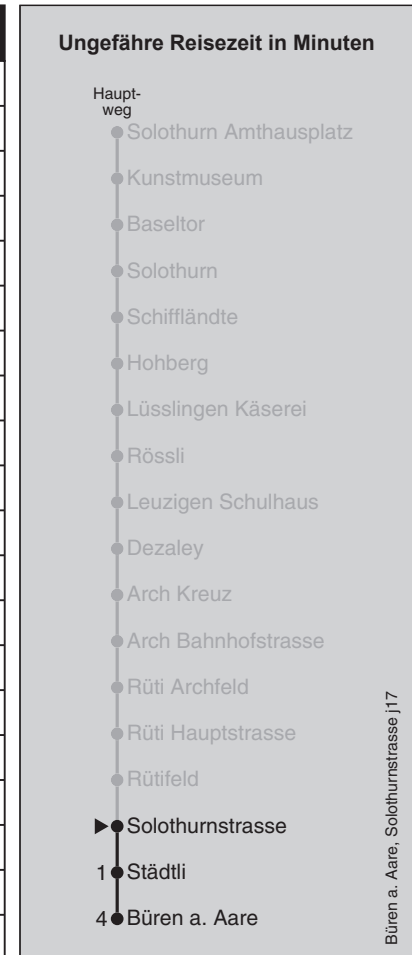 Ungefähre Reisezeit in Minuten
Haupt-
weg
Solothurn Amthausplatz
Kunstmuseum
Baseltor
Solothurn
Schiffländte
Hohberg
Lüsslingen Käserei
Rössli
Leuzigen Schulhaus
Dezaley
Arch Kreuz
Arch Bahnhofstrasse
Rüti Archfeld
Rüti Hauptstrasse
Rütifeld
Solothurnstrasse
1 Städtli
4 Büren a. Aare
Büren a. Aare, Solothurnstrasse j17